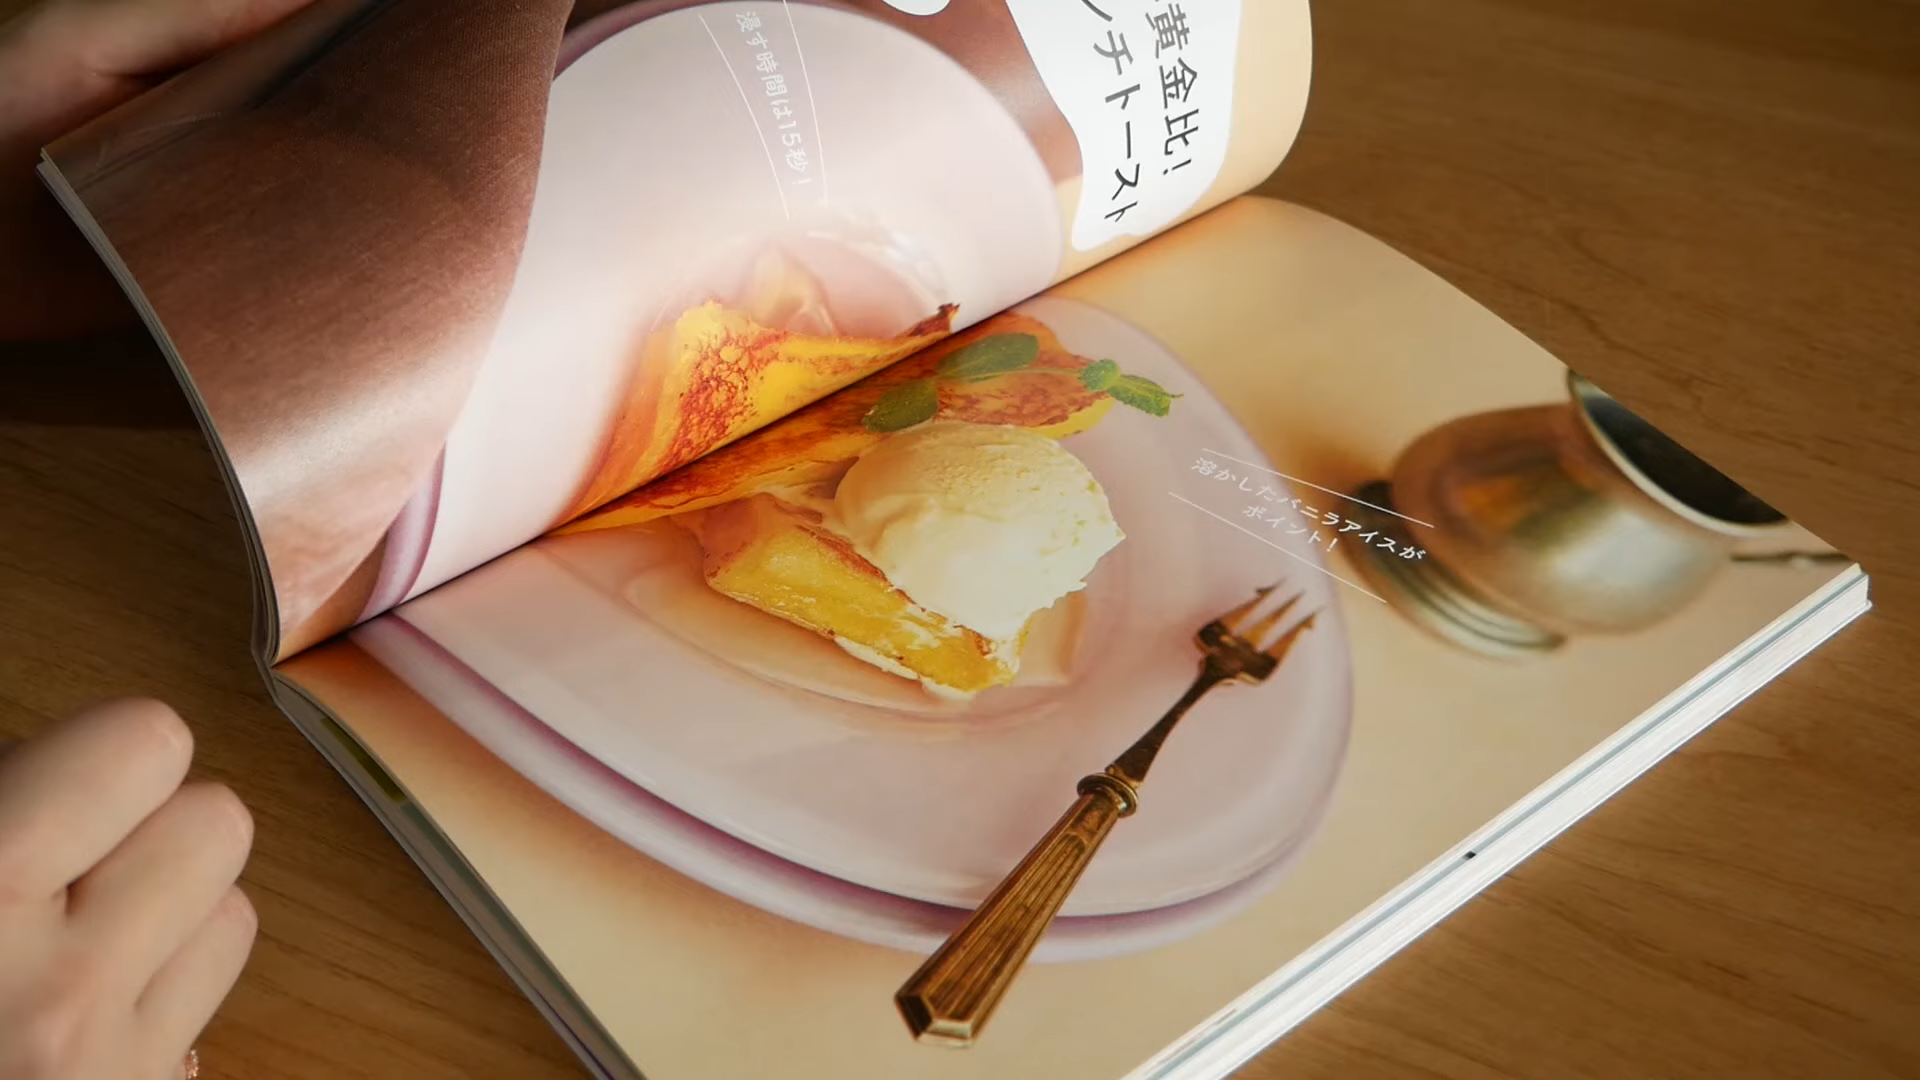 黄金比!
ンチトースト
浸す時間は15秒!
溶かしたバニラアイスが
ポイント!